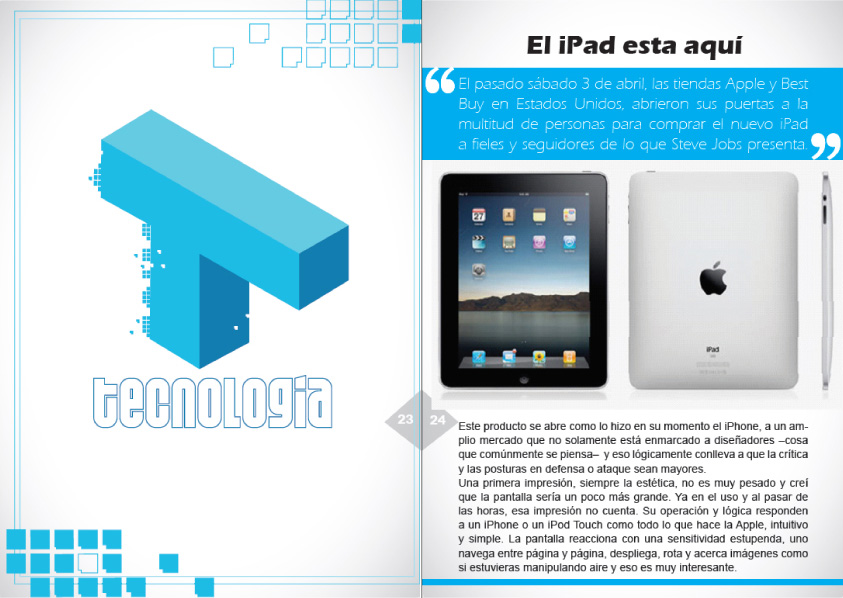 tecnología
23
24
El iPad esta aquí
“El pasado sábado 3 de abril, las tiendas Apple y Best
Buy en Estados Unidos, abrieron sus puertas a la
multitud de personas para comprar el nuevo iPad
a fieles y seguidores de lo que Steve Jobs presenta.”
27
iPad
Este producto se abre como lo hizo en su momento el iPhone, a un am-
plio mercado que no solamente está enmarcado a diseñadores –cosa
que comúnmente se piensa– y eso lógicamente conlleva a que la crítica
y las posturas en defensa o ataque sean mayores.
Una primera impresión, siempre la estética, no es muy pesado y creí
que la pantalla sería un poco más grande. Ya en el uso y al pasar de
las horas, esa impresión no cuenta. Su operación y lógica responden
a un iPhone o un iPod Touch como todo lo que hace la Apple, intuitivo
y simple. La pantalla reacciona con una sensitividad estupenda, uno
navega entre página y página, despliega, rota y acerca imágenes como
si estuvieras manipulando aire y eso es muy interesante.